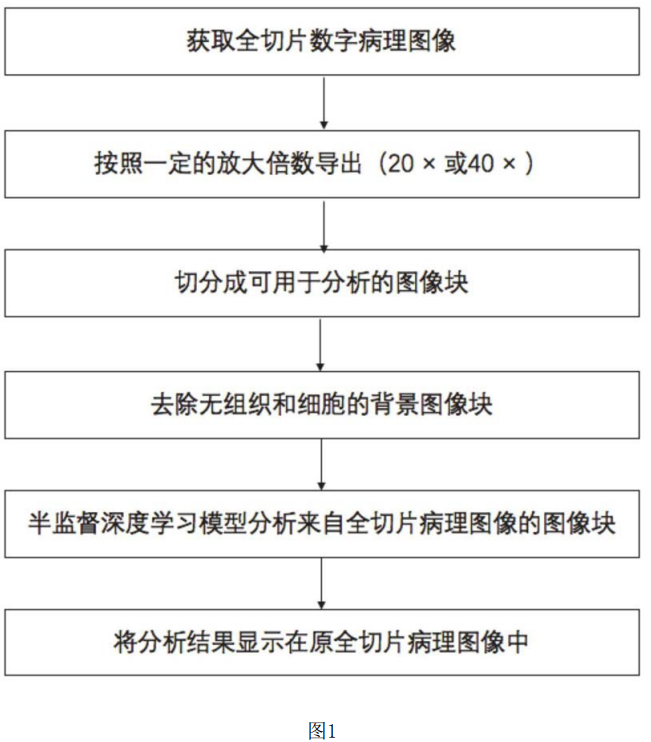 获取全切片数字病理图像
按照一定的放大倍数导出（20 × 或40 × ）
切分成可用于分析的图像块
去除无组织和细胞的背景图像块
半监督深度学习模型分析来自全切片病理图像的图像块
将分析结果显示在原全切片病理图像中
图1